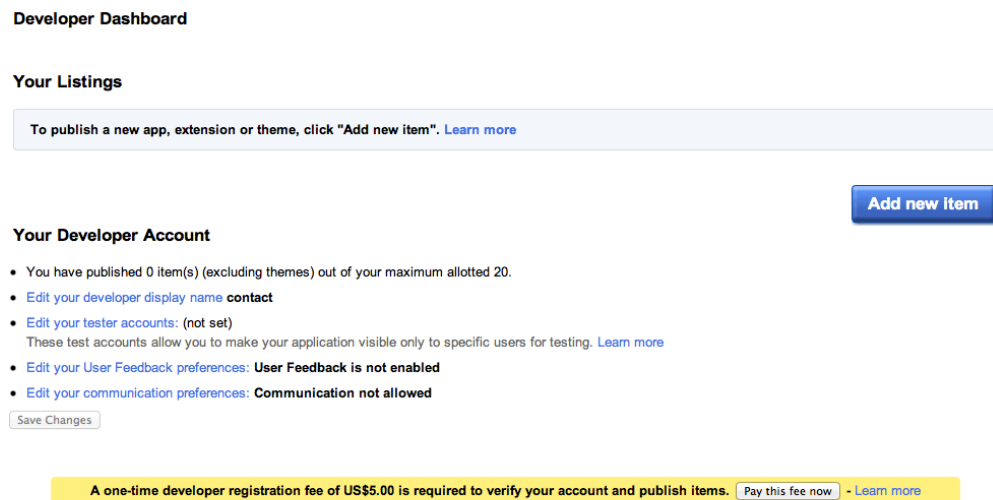 Developer Dashboard
Your Listings
To publish a new app, extension or theme, click "Add new item". Learn more
Add new item
Your Developer Account
• You have published 0 item(s) (excluding themes) out of your maximum allotted 20.
• Edit your developer display name contact
• Edit your tester accounts: (not set)
These test accounts allow you to make your application visible only to specific users for testing. Learn more
• Edit your User Feedback preferences: User Feedback is not enabled
• Edit your communication preferences: Communication not allowed
Save Changes
A one-time developer registration fee of US$5.00 is required to verify your account and publish items. Pay this fee now - Learn more